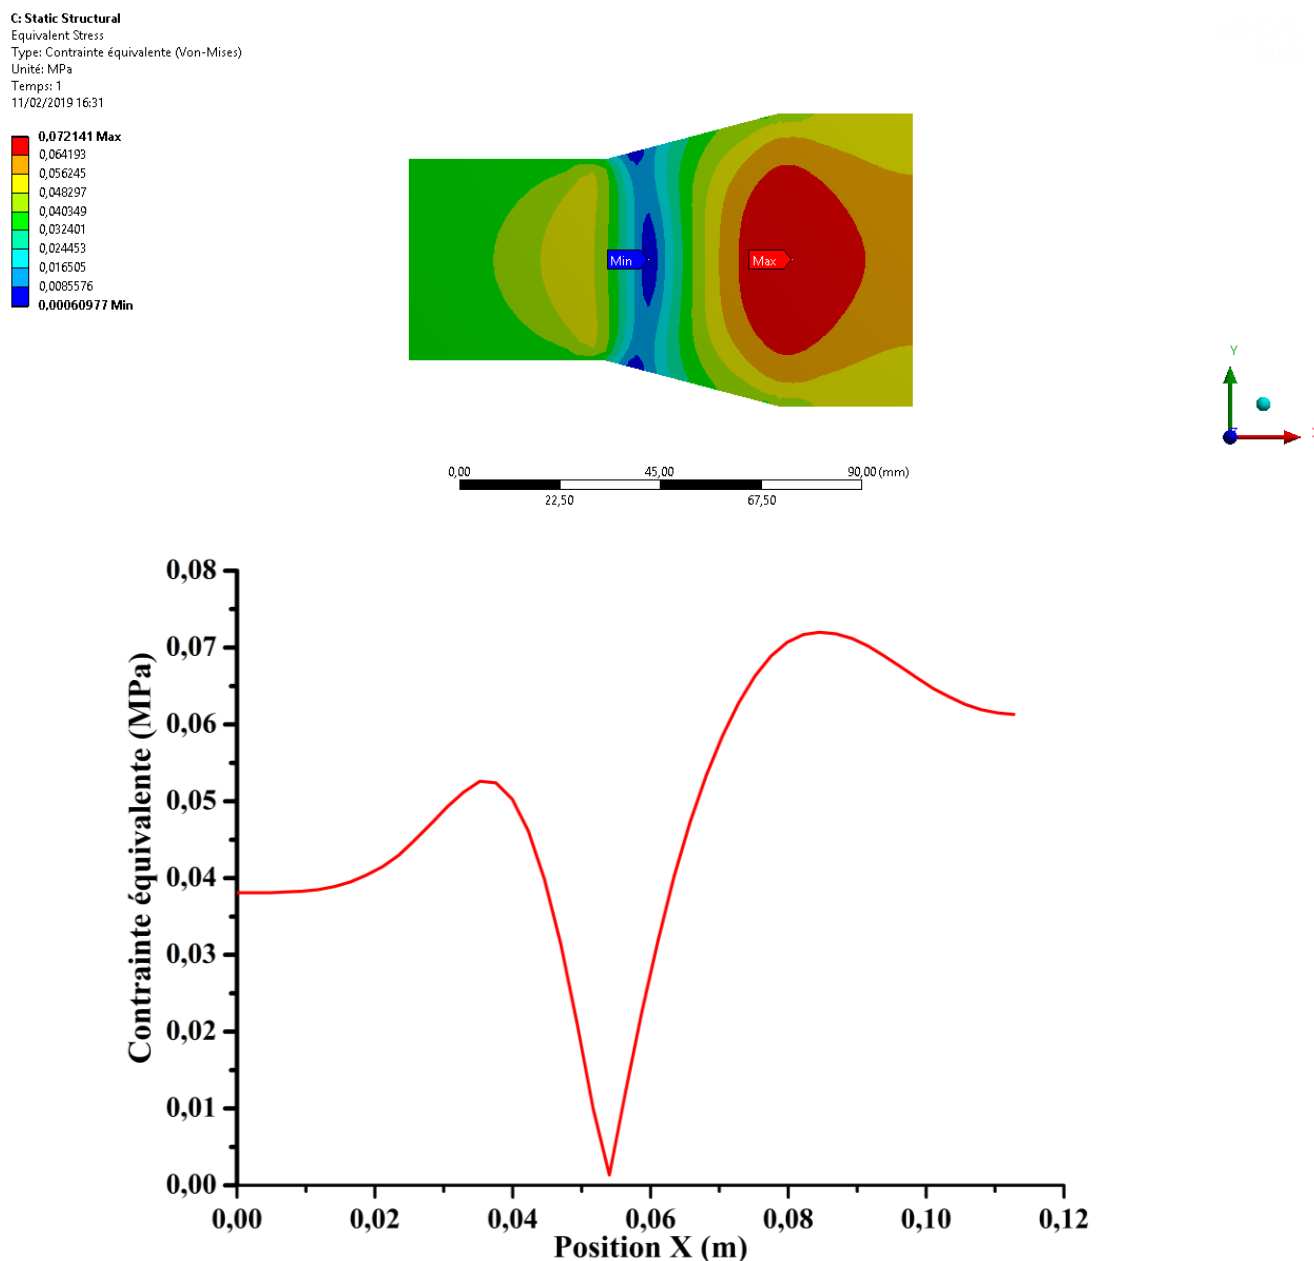 C: Static Structural
Equivalent Stress
Type: Contrainte équivalente (Von-Mises)
Unité: MPa
Temps: 1
11/02/2019 16:31
0,072141 Max
0,064193
0,056245
0,048297
0,040349
0,032401
0,024453
0,016505
0,0085576
0,00060977 Min
Min
Max
Y
0,00 45,00 90,00 (mm)
22,50 67,50
0,08
0,07
0,06
0,05
0,04
0,03
0,02
0,01
0,00
Contrainte équivalente (MPa)
0,00 0,02 0,04 0,06 0,08 0,10 0,12
Position X (m)